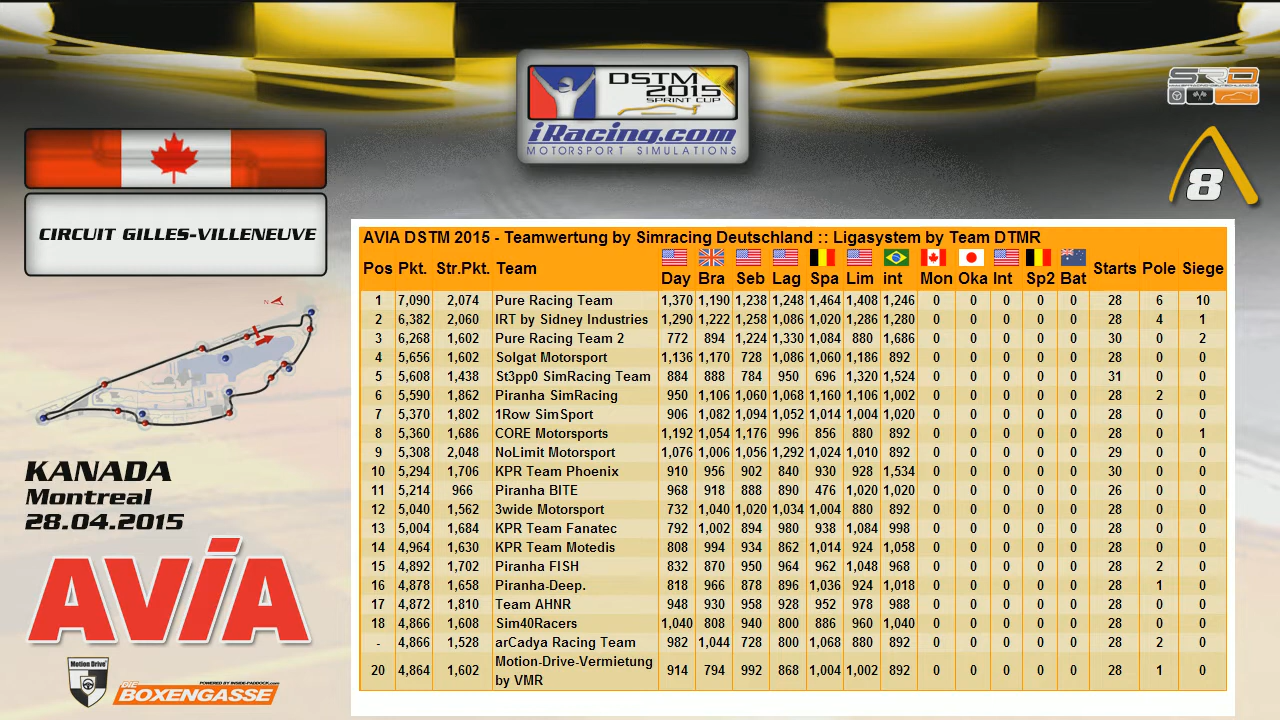 DSTM
2015
SPRINT CUP
iRacing.com
MOTORSPORT SIMULATIONS
SRD
8
CIRCUIT GILLES-VILLENEUVE
N
KANADA
Montreal
28.04.2015
AVIA
Motion Drive
POWERED BY INSIDE-PADDOCK.COM
DIE
BOXENGASSE
AVIA DSTM 2015 - Teamwertung by Simracing Deutschland :: Ligasystem by Team DTMR
Pos Pkt. Str.Pkt. Team Day Bra Seb Lag Spa Lim int Mon Oka Int Sp2 Bat Starts Pole Siege
1 7,090 2,074 Pure Racing Team 1,370 1,190 1,238 1,248 1,464 1,408 1,246 0 0 0 0 0 28 6 10
2 6,382 2,060 IRT by Sidney Industries 1,290 1,222 1,258 1,086 1,020 1,286 1,280 0 0 0 0 0 28 4 1
3 6,268 1,602 Pure Racing Team 2 772 894 1,224 1,330 1,084 880 1,686 0 0 0 0 0 30 0 2
4 5,656 1,602 Solgat Motorsport 1,136 1,170 728 1,086 1,060 1,186 892 0 0 0 0 0 28 0 0
5 5,608 1,438 St3pp0 SimRacing Team 884 888 784 950 696 1,320 1,524 0 0 0 0 0 31 0 0
6 5,590 1,862 Piranha SimRacing 950 1,106 1,060 1,068 1,160 1,106 1,002 0 0 0 0 0 28 2 0
7 5,370 1,802 1Row SimSport 906 1,082 1,094 1,052 1,014 1,004 1,020 0 0 0 0 0 28 0 0
8 5,360 1,686 CORE Motorsports 1,192 1,054 1,176 996 856 880 892 0 0 0 0 0 28 0 1
9 5,308 2,048 NoLimit Motorsport 1,076 1,006 1,056 1,292 1,024 1,010 892 0 0 0 0 0 29 0 0
10 5,294 1,706 KPR Team Phoenix 910 956 902 840 930 928 1,534 0 0 0 0 0 30 0 0
11 5,214 966 Piranha BITE 968 918 888 890 476 1,020 1,020 0 0 0 0 0 26 0 0
12 5,040 1,562 3wide Motorsport 732 1,040 1,020 1,034 1,004 880 892 0 0 0 0 0 28 0 0
13 5,004 1,684 KPR Team Fanatec 792 1,002 894 980 938 1,084 998 0 0 0 0 0 28 0 0
14 4,964 1,630 KPR Team Motedis 808 994 934 862 1,014 924 1,058 0 0 0 0 0 28 0 0
15 4,892 1,702 Piranha FISH 832 870 950 964 962 1,048 968 0 0 0 0 0 28 2 0
16 4,878 1,658 Piranha-Deep. 818 966 878 896 1,036 924 1,018 0 0 0 0 0 28 1 0
17 4,872 1,810 Team AHNR 948 930 958 928 952 978 988 0 0 0 0 0 28 0 0
18 4,866 1,608 Sim40Racers 1,040 808 940 800 886 960 1,040 0 0 0 0 0 28 0 0
- 4,866 1,528 arCadya Racing Team 982 1,044 728 800 1,068 880 892 0 0 0 0 0 28 2 0
20 4,864 1,602 Motion-Drive-Vermietung 914 794 992 868 1,004 1,002 892 0 0 0 0 0 28 1 0
by VMR